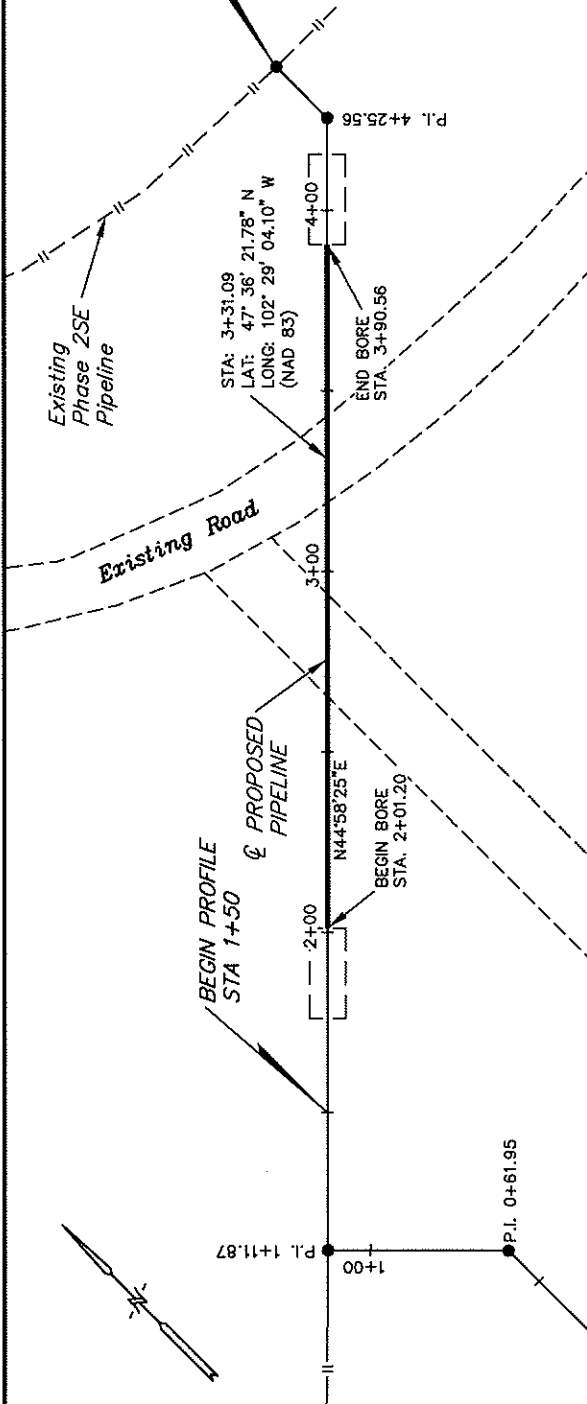 Existing
Phase 2SE
Pipeline
STA: 3+31.09
LAT: 47° 36' 21.78" N
LONG: 102° 29' 04.10" W
(NAD 83)
P.I. 4+25.56
4+00
END BORE
STA. 3+90.56
Existing Road
3+00
℄ PROPOSED
PIPELINE
N44°58'25"E
BEGIN PROFILE
STA 1+50
2+00
BEGIN BORE
STA. 2+01.20
P.I. 1+11.87
1+00
P.I. 0+61.95